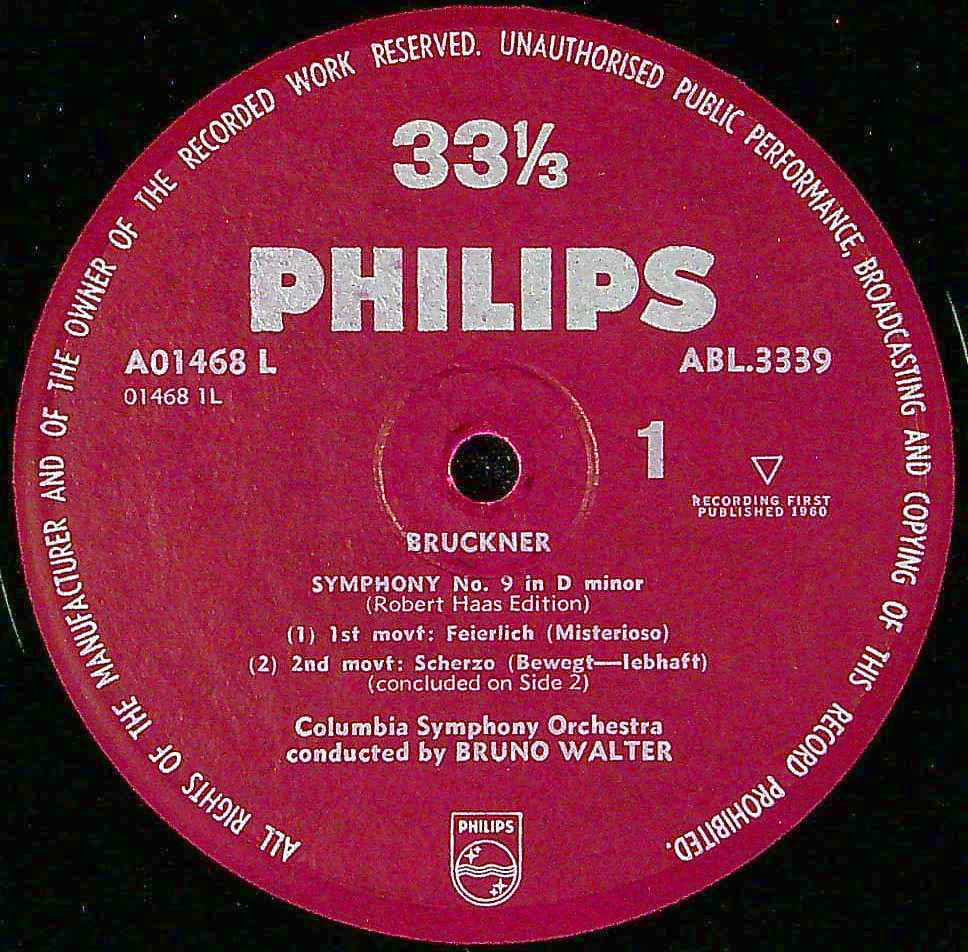 ALL RIGHTS OF THE MANUFACTURER AND OF THE OWNER OF THE RECORDED WORK RESERVED. UNAUTHORISED PUBLIC PERFORMANCE, BROADCASTING AND COPYING OF THIS RECORD PROHIBITED.
33⅓
PHILIPS
A01468 L
ABL.3339
01468 1L
1
RECORDING FIRST
PUBLISHED 1960
BRUCKNER
SYMPHONY No. 9 in D minor
(Robert Haas Edition)
(1) 1st movt: Feierlich (Misterioso)
(2) 2nd movt: Scherzo (Bewegt—lebhaft)
(concluded on Side 2)
Columbia Symphony Orchestra
conducted by BRUNO WALTER
PHILIPS